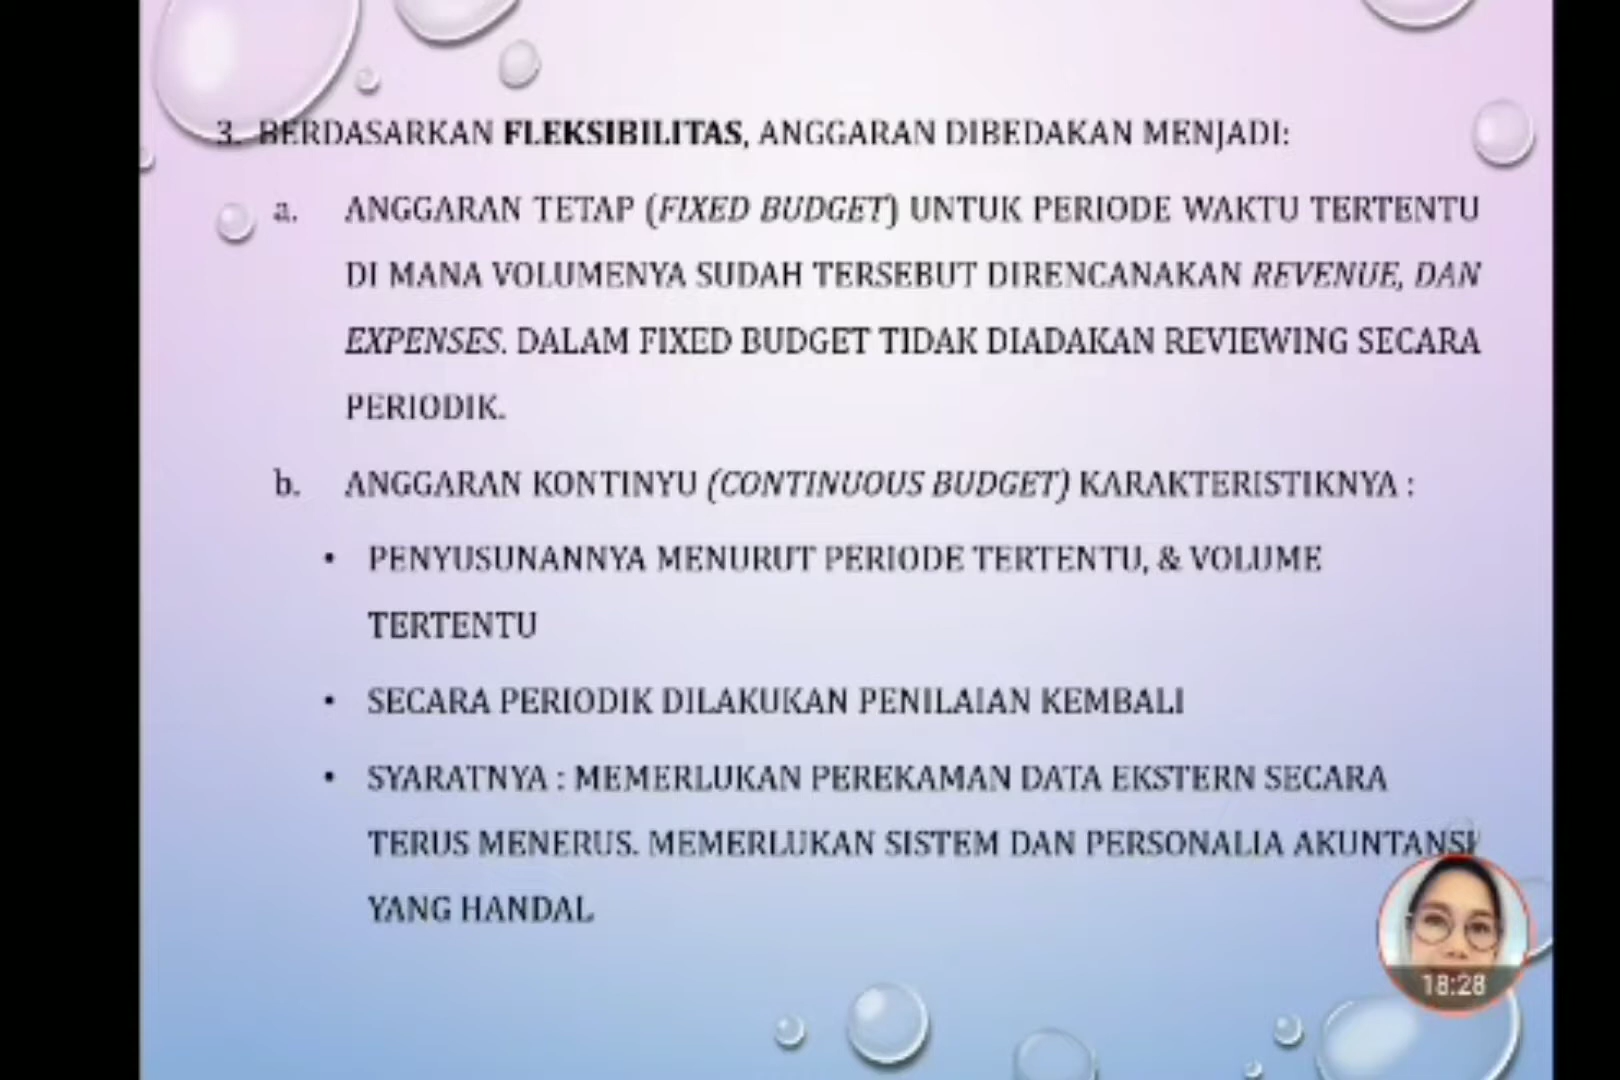 3. BERDASARKAN FLEKSIBILITAS, ANGGARAN DIBEDAKAN MENJADI:
a. ANGGARAN TETAP (FIXED BUDGET) UNTUK PERIODE WAKTU TERTENTU
DI MANA VOLUMENYA SUDAH TERSEBUT DIRENCANAKAN REVENUE, DAN
EXPENSES. DALAM FIXED BUDGET TIDAK DIADAKAN REVIEWING SECARA
PERIODIK.
b. ANGGARAN KONTINYU (CONTINUOUS BUDGET) KARAKTERISTIKNYA :
• PENYUSUNANNYA MENURUT PERIODE TERTENTU, & VOLUME
TERTENTU
• SECARA PERIODIK DILAKUKAN PENILAIAN KEMBALI
• SYARATNYA : MEMERLUKAN PEREKAMAN DATA EKSTERN SECARA
TERUS MENERUS. MEMERLUKAN SISTEM DAN PERSONALIA AKUNTANSI
YANG HANDAL
18:28